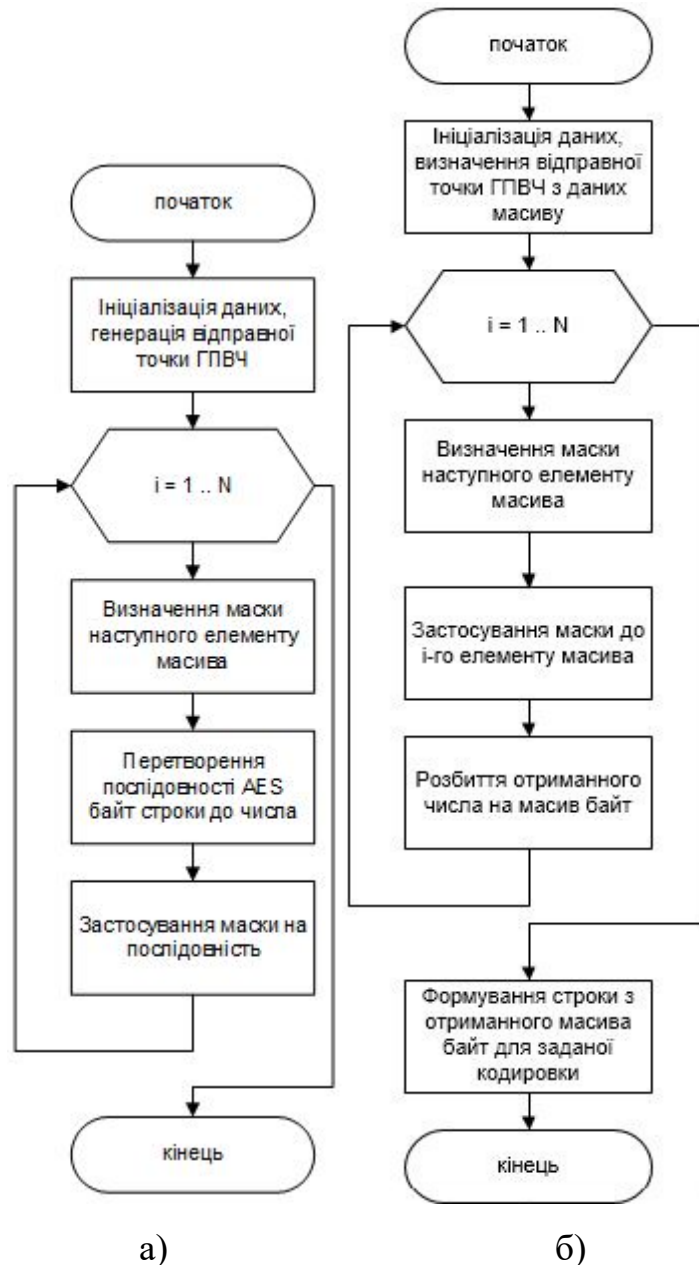 початок
Ініціалізація даних,
генерація відправної
точки ГПВЧ
i = 1 .. N
Визначення маски
наступного елементу
масива
Перетворення
послідовності AES
байт строки до числа
Застосування маски на
послідовність
кінець
а)
початок
Ініціалізація даних,
визначення відправної
точки ГПВЧ з даних
масиву
i = 1 .. N
Визначення маски
наступного елементу
масива
Застосування маски до
і-го елементу масива
Розбиття отриманного
числа на масив байт
Формування строки з
отриманного масива
байт для заданої
кодировки
кінець
б)